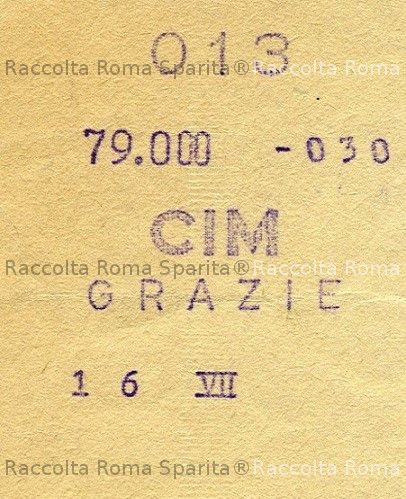 013
Raccolta Roma Sparita® Raccolta Roma
79.000 -030
CIM
Raccolta Roma Sparita® Raccolta Roma
GRAZIE
16 VII
Raccolta Roma Sparita® Raccolta Roma